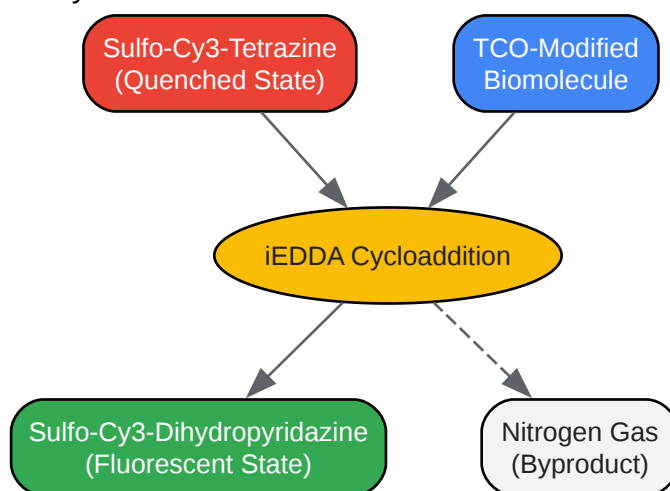 Sulfo-Cy3-Tetrazine
(Quenched State)
TCO-Modified
Biomolecule
iEDDA Cycloaddition
Sulfo-Cy3-Dihydropyridazine
(Fluorescent State)
Nitrogen Gas
(Byproduct)